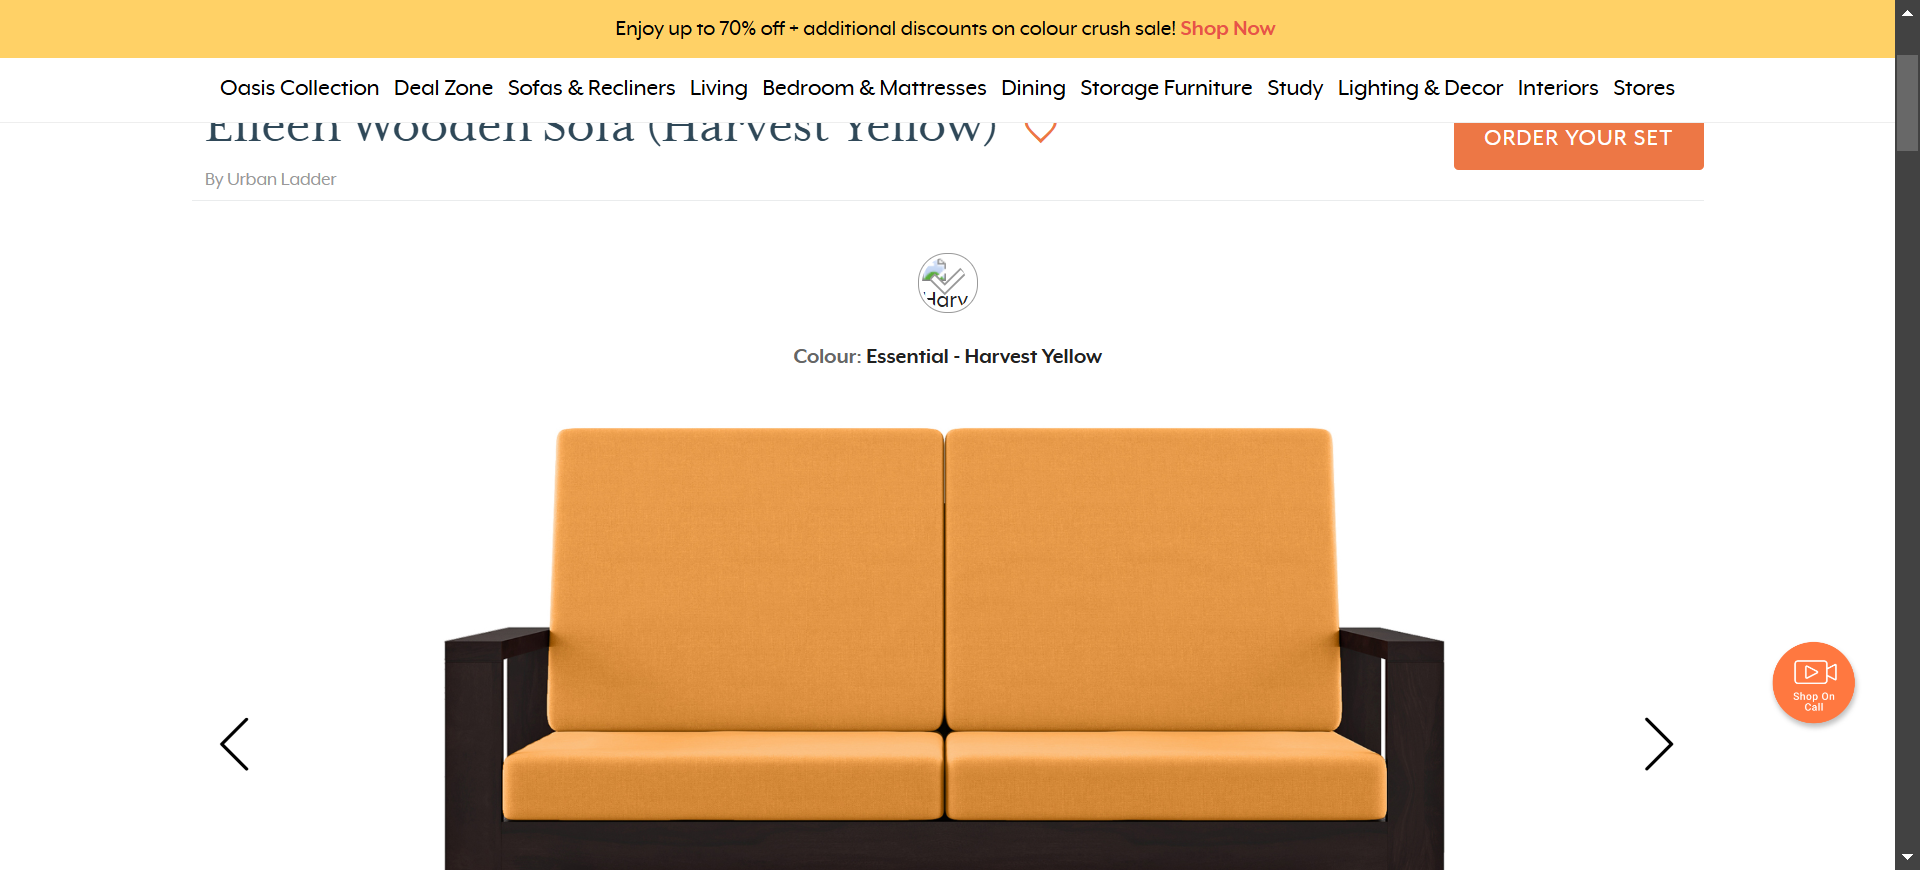 Enjoy up to 70% off + additional discounts on colour crush sale! Shop Now
Oasis Collection Deal Zone Sofas & Recliners Living Bedroom & Mattresses Dining Storage Furniture Study Lighting & Decor Interiors Stores
Eileen Wooden Sofa (Harvest Yellow)
ORDER YOUR SET
By Urban Ladder
Harv
Colour: Essential - Harvest Yellow
Shop On
Call